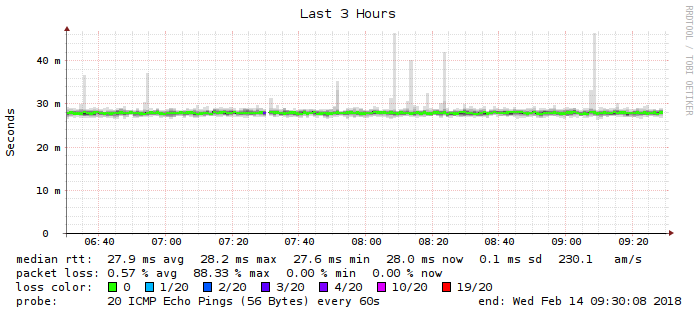 Last 3 Hours
RRDTOOL / TOBI OETIKER
Seconds
40 m
30 m
20 m
10 m
0
06:40 07:00 07:20 07:40 08:00 08:20 08:40 09:00 09:20
median rtt: 27.9 ms avg 28.2 ms max 27.6 ms min 28.0 ms now 0.1 ms sd 230.1 am/s
packet loss: 0.57 % avg 88.33 % max 0.00 % min 0.00 % now
loss color: 0 1/20 2/20 3/20 4/20 10/20 19/20
probe: 20 ICMP Echo Pings (56 Bytes) every 60s end: Wed Feb 14 09:30:08 2018